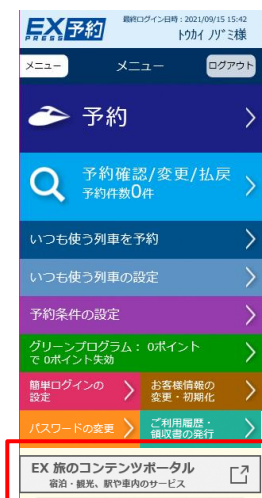 EX予約
EXPRESS
最終ログイン日時：2021/09/15 15:42
トウカイ ノゾミ様
メニュー
メニュー
ログアウト
予約
予約確認/変更/払戻
予約件数0件
いつも使う列車を予約
いつも使う列車の設定
予約条件の設定
グリーンプログラム： 0ポイント
で 0ポイント失効
簡単ログインの
設定
お客様情報の
変更・初期化
パスワードの変更
ご利用履歴・
領収書の発行
EX 旅のコンテンツポータル
宿泊・観光、駅や車内のサービス